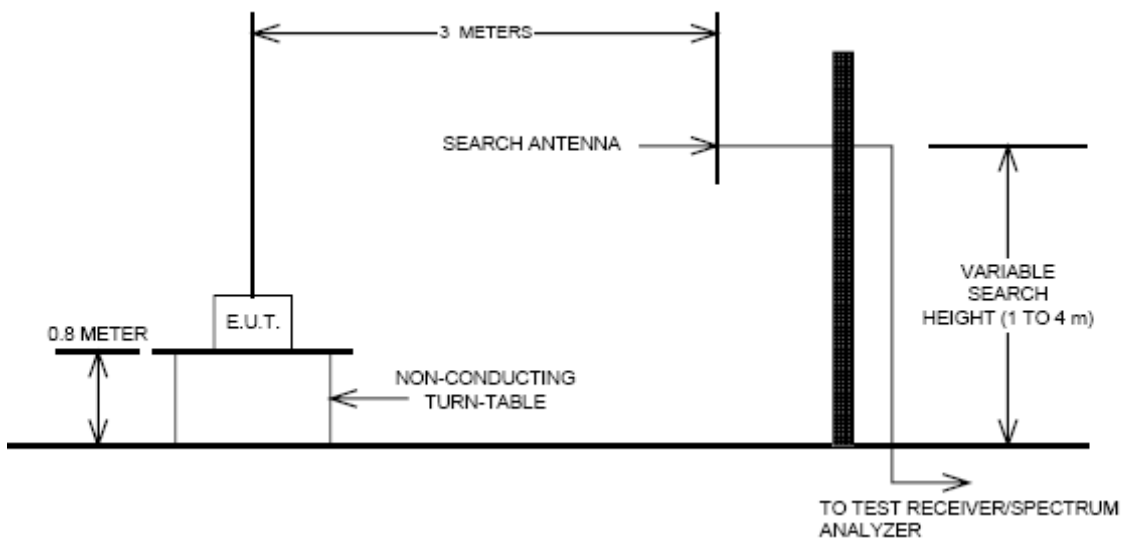 3 METERS
SEARCH ANTENNA
E.U.T.
0.8 METER
NON-CONDUCTING
TURN-TABLE
VARIABLE
SEARCH
HEIGHT (1 TO 4 m)
TO TEST RECEIVER/SPECTRUM
ANALYZER